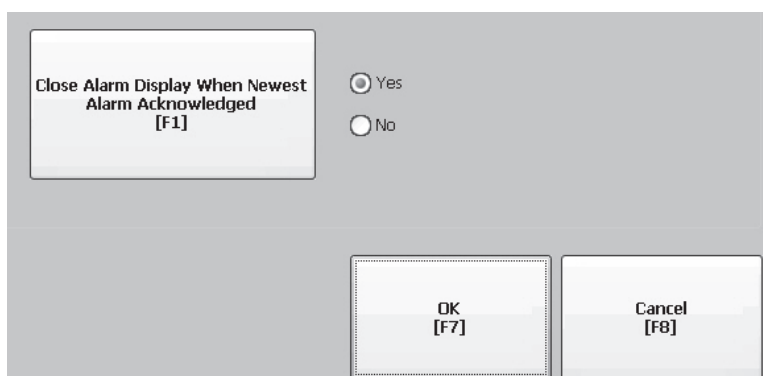 Close Alarm Display When Newest
Alarm Acknowledged
[F1]
Yes
No
OK
[F7]
Cancel
[F8]